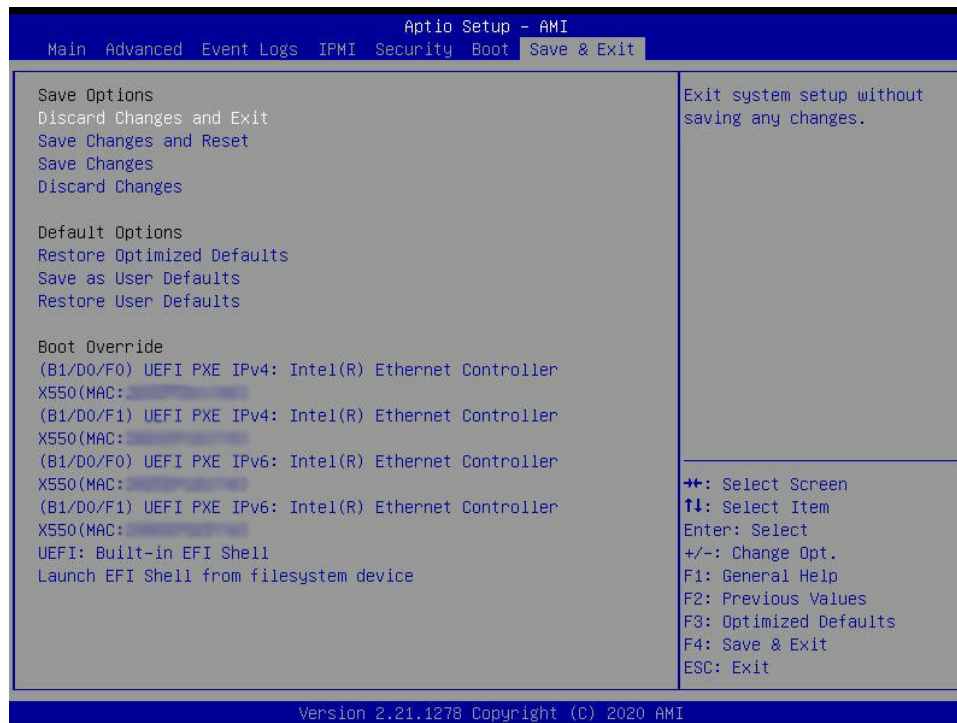 Aptio Setup – AMI
Main Advanced Event Logs IPMI Security Boot Save & Exit
Save Options
Discard Changes and Exit
Save Changes and Reset
Save Changes
Discard Changes
Default Options
Restore Optimized Defaults
Save as User Defaults
Restore User Defaults
Boot Override
(B1/D0/F0) UEFI PXE IPv4: Intel(R) Ethernet Controller
X550(MAC:
(B1/D0/F1) UEFI PXE IPv4: Intel(R) Ethernet Controller
X550(MAC:
(B1/D0/F0) UEFI PXE IPv6: Intel(R) Ethernet Controller
X550(MAC:
(B1/D0/F1) UEFI PXE IPv6: Intel(R) Ethernet Controller
X550(MAC:
UEFI: Built-in EFI Shell
Launch EFI Shell from filesystem device
Exit system setup without
saving any changes.
→←: Select Screen
↑↓: Select Item
Enter: Select
+/-: Change Opt.
F1: General Help
F2: Previous Values
F3: Optimized Defaults
F4: Save & Exit
ESC: Exit
Version 2.21.1278 Copyright (C) 2020 AMI